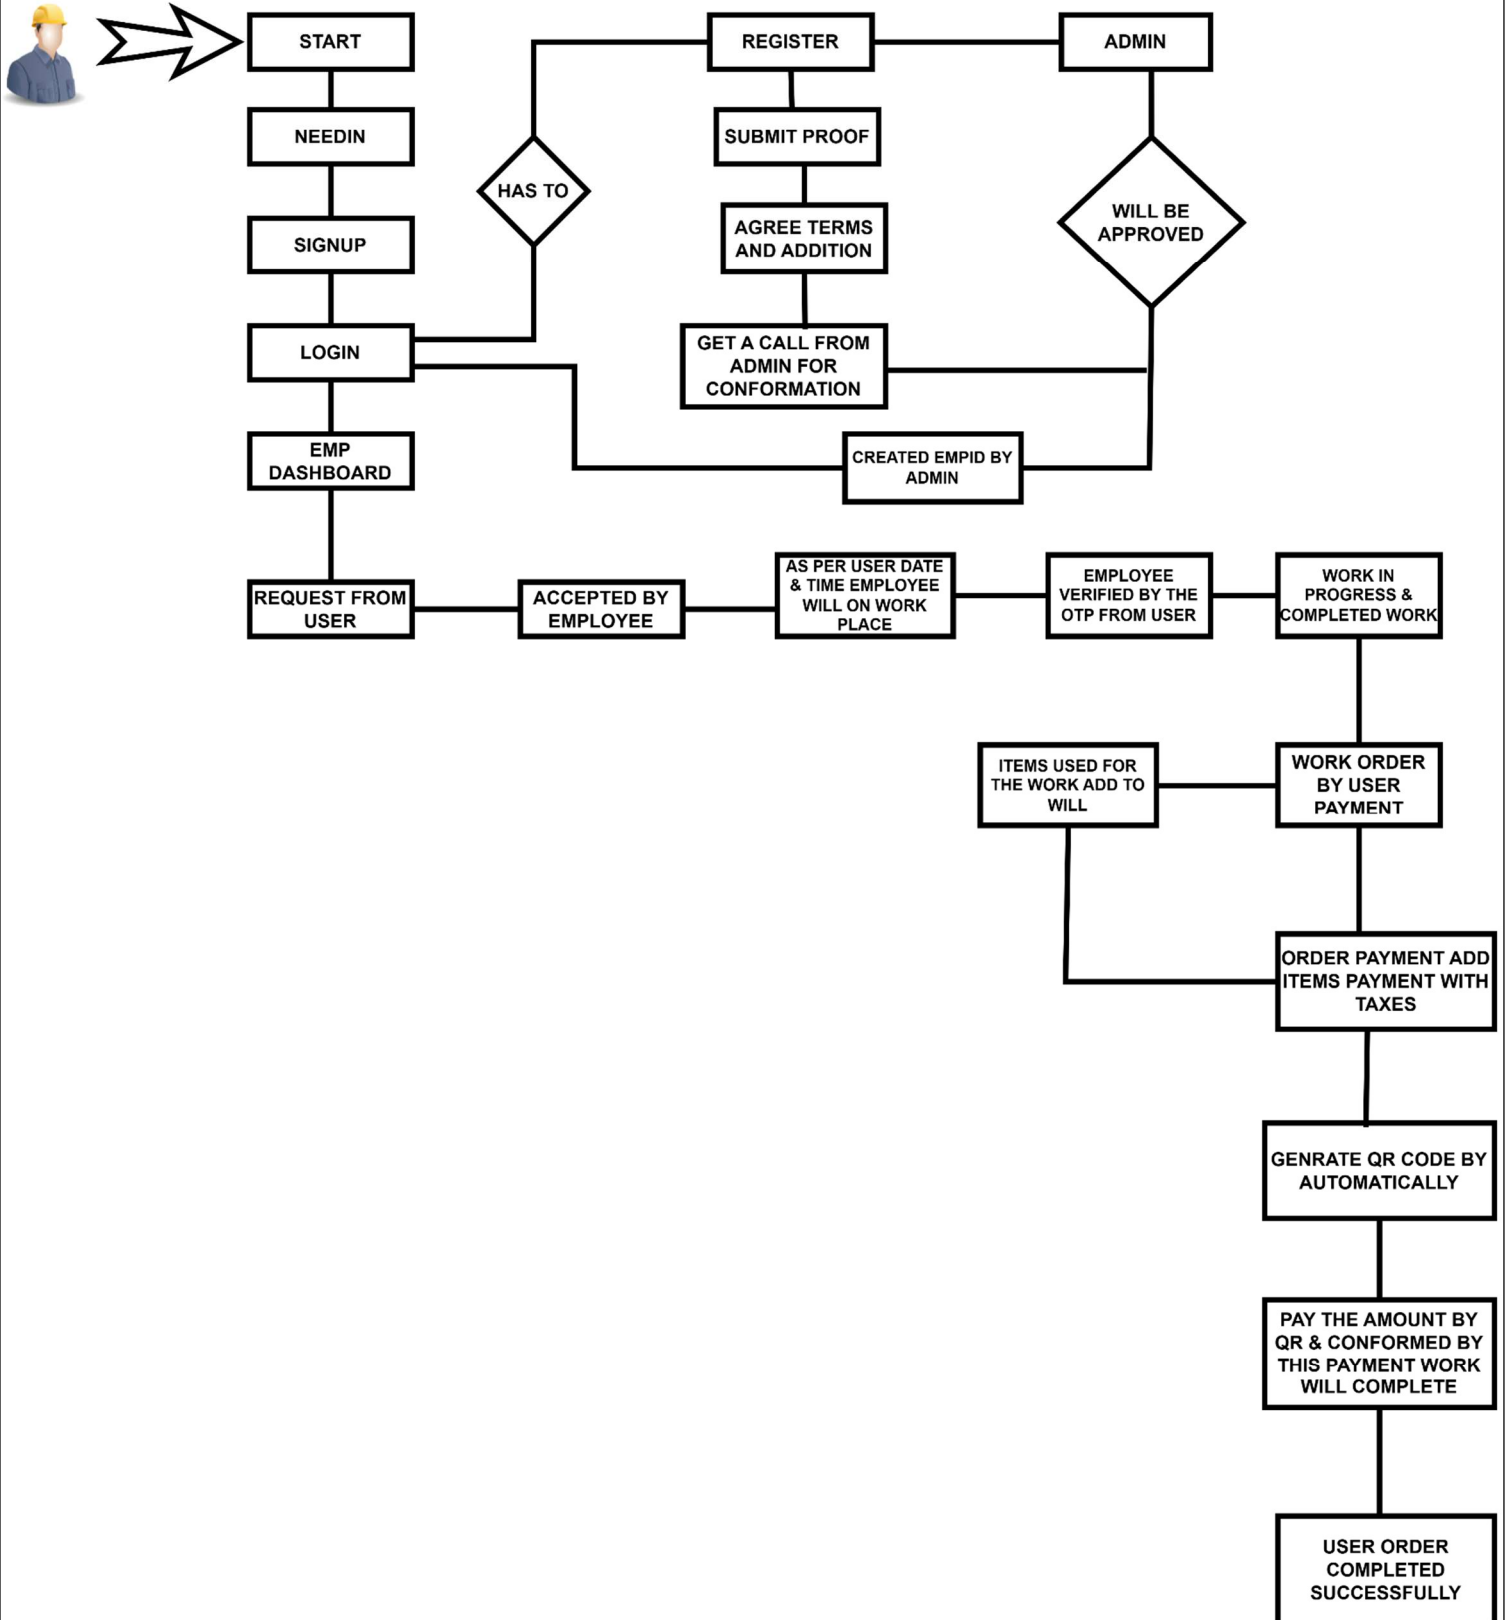 START
REGISTER
ADMIN
NEEDIN
SUBMIT PROOF
HAS TO
WILL BE
APPROVED
SIGNUP
AGREE TERMS
AND ADDITION
LOGIN
GET A CALL FROM
ADMIN FOR
CONFORMATION
EMP
DASHBOARD
CREATED EMPID BY
ADMIN
REQUEST FROM
USER
ACCEPTED BY
EMPLOYEE
AS PER USER DATE
& TIME EMPLOYEE
WILL ON WORK
PLACE
EMPLOYEE
VERIFIED BY THE
OTP FROM USER
WORK IN
PROGRESS &
COMPLETED WORK
ITEMS USED FOR
THE WORK ADD TO
WILL
WORK ORDER
BY USER
PAYMENT
ORDER PAYMENT ADD
ITEMS PAYMENT WITH
TAXES
GENRATE QR CODE BY
AUTOMATICALLY
PAY THE AMOUNT BY
QR & CONFORMED BY
THIS PAYMENT WORK
WILL COMPLETE
USER ORDER
COMPLETED
SUCCESSFULLY